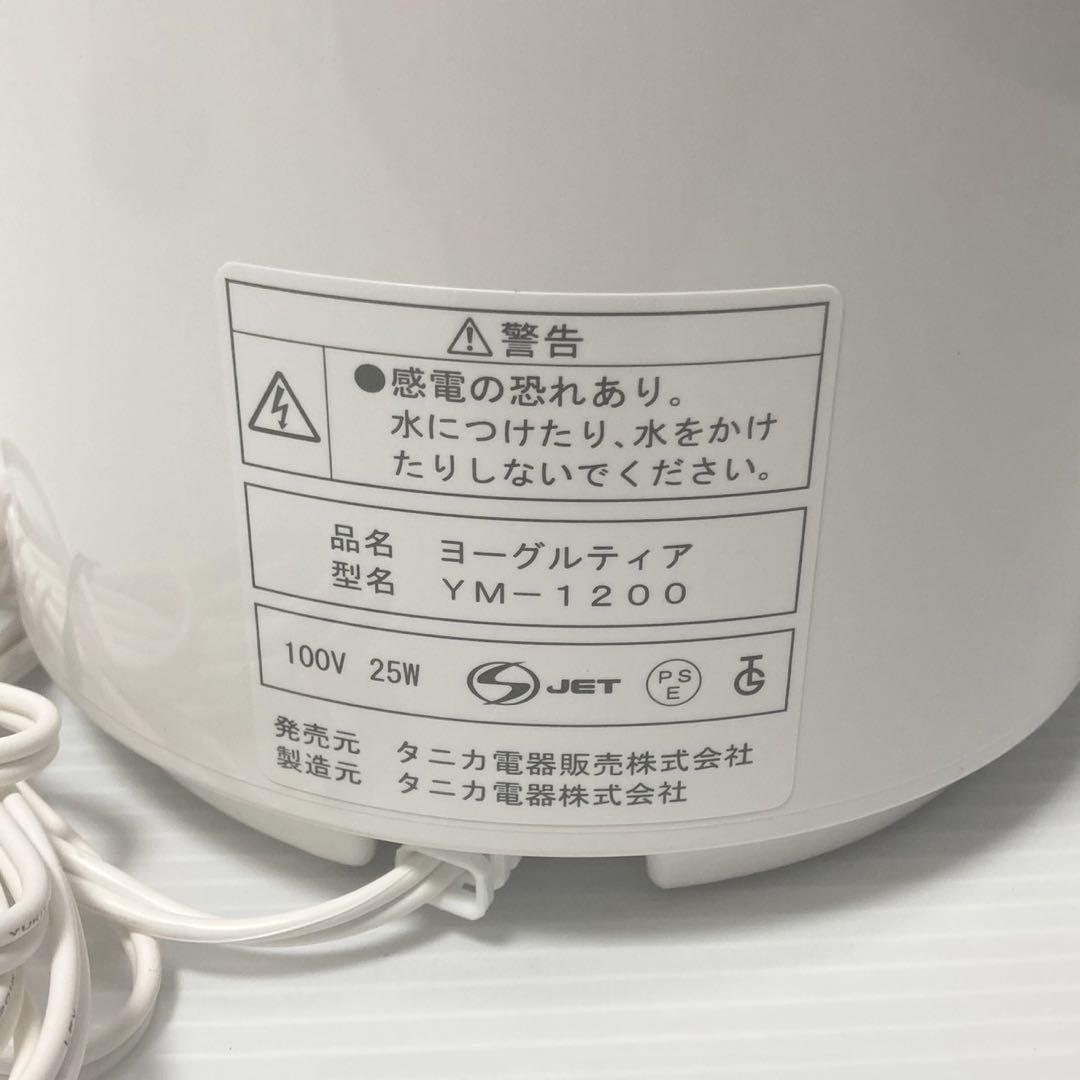 警告
●感電の恐れあり。
水につけたり、水をかけ
たりしないでください。
品名 ヨーグルティア
型名 YM-1200
100V 25W JET PS E
発売元 タニカ電器販売株式会社
製造元 タニカ電器株式会社